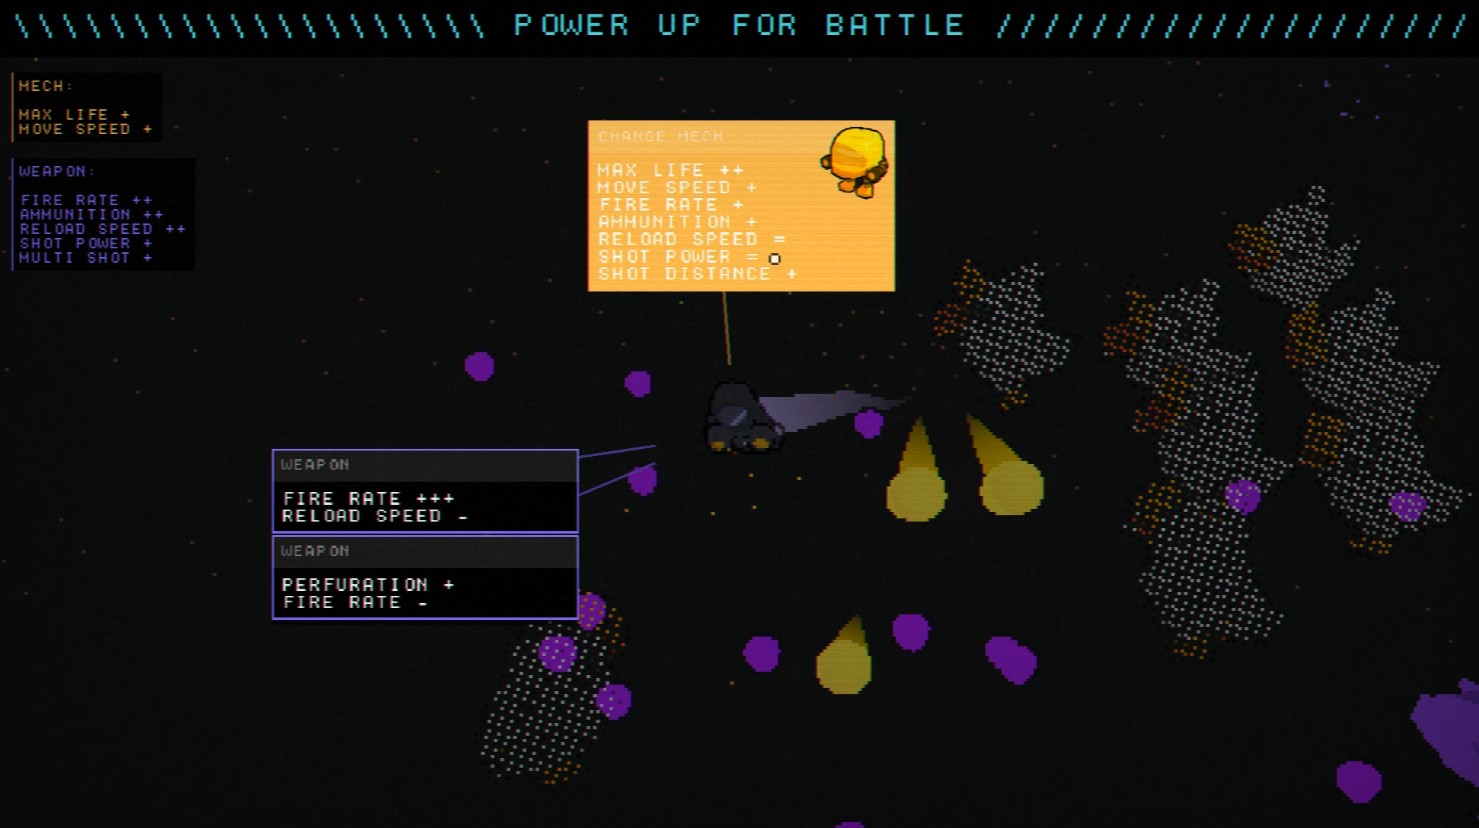 \\\\\\\\\\\\\\\\\\\\ POWER UP FOR BATTLE ////////////////////
MECH:
MAX LIFE +
MOVE SPEED +
WEAPON:
FIRE RATE ++
AMMUNITION ++
RELOAD SPEED ++
SHOT POWER +
MULTI SHOT +
CHANGE MECH
MAX LIFE ++
MOVE SPEED +
FIRE RATE +
AMMUNITION +
RELOAD SPEED =
SHOT POWER =
SHOT DISTANCE +
WEAPON
FIRE RATE +++
RELOAD SPEED -
WEAPON
PERFURATION +
FIRE RATE -